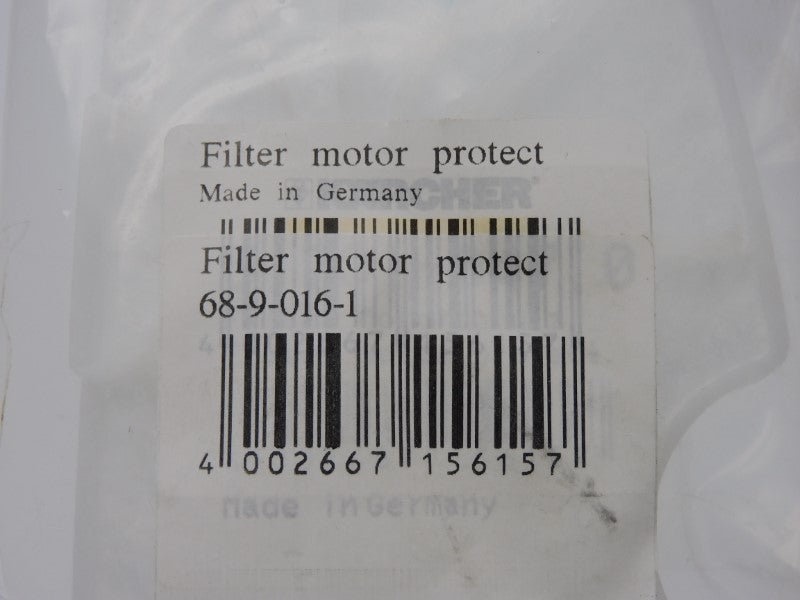 Filter motor protect
Made in Germany
Filter motor protect
68-9-016-1
4 002667 156157
Made in Germany